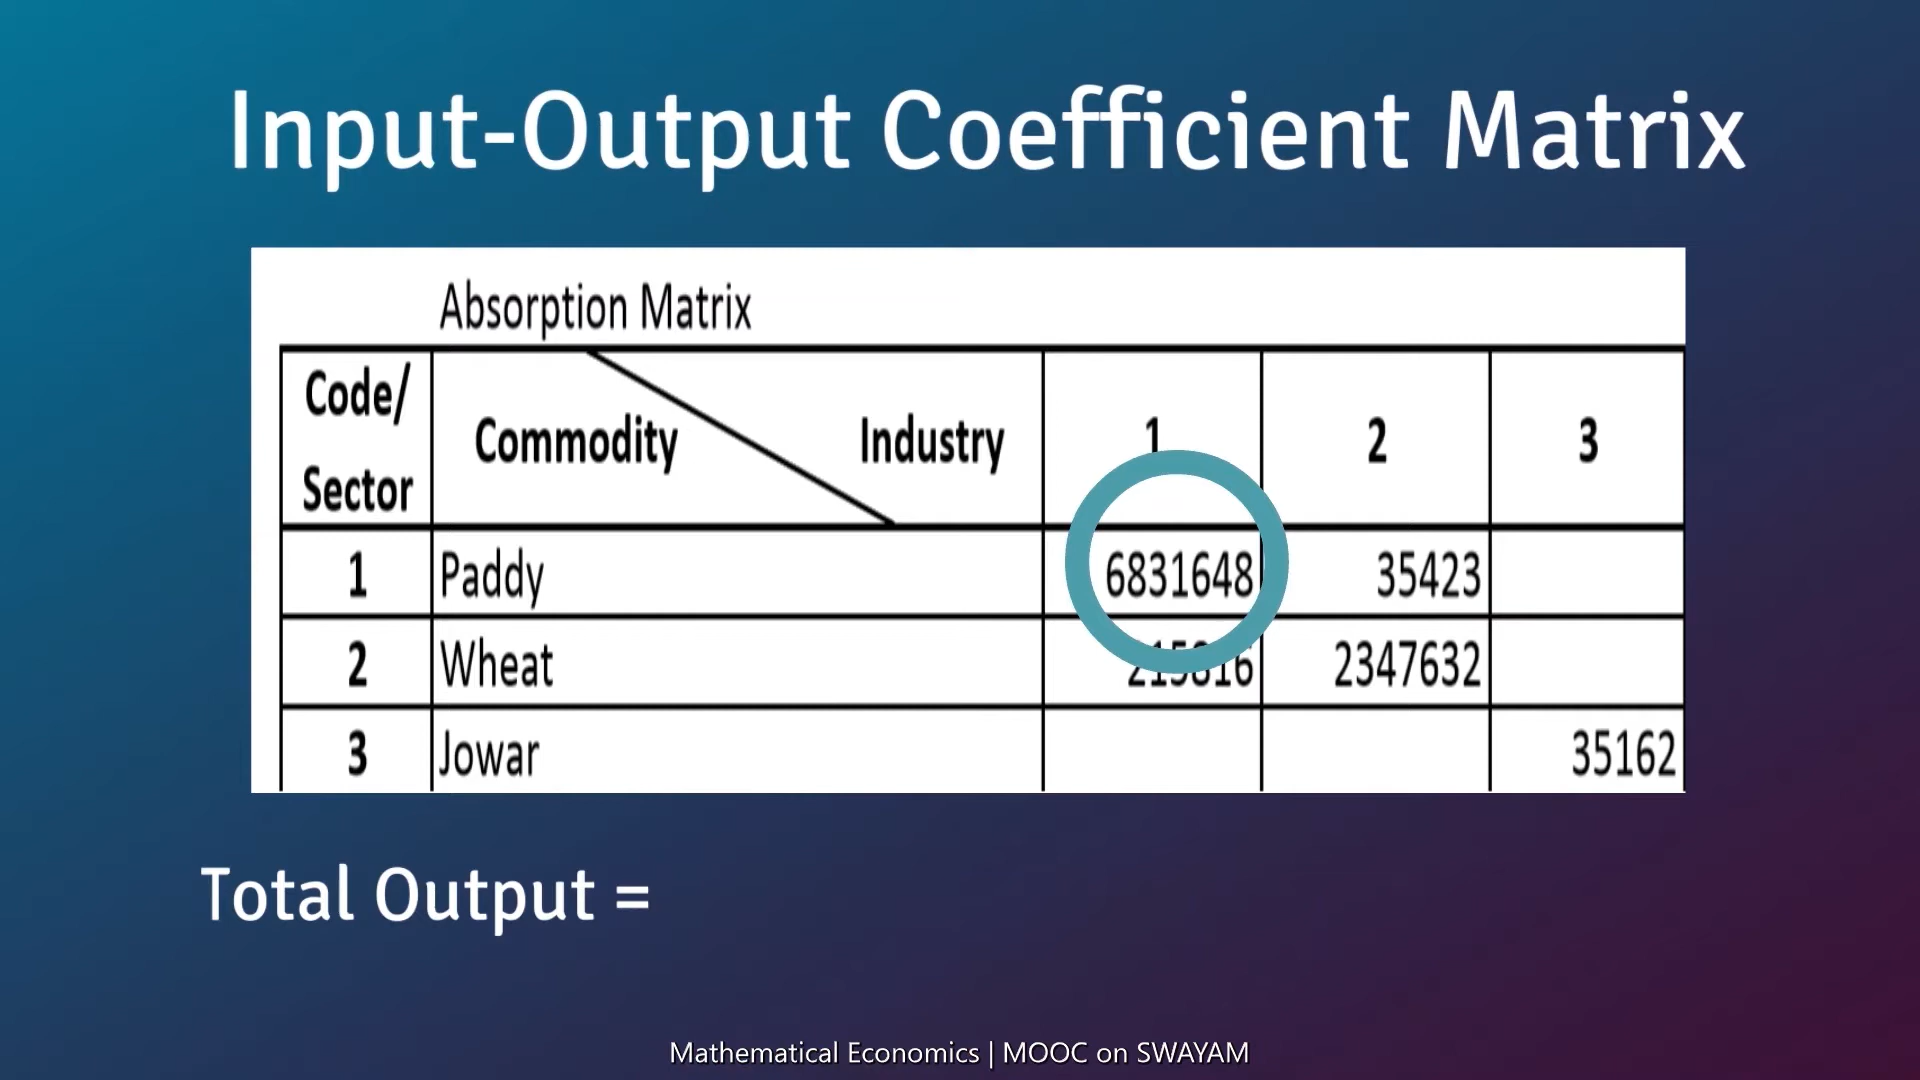 Input-Output Coefficient Matrix
Absorption Matrix
Code/ Sector Commodity Industry 1 2 3
1 Paddy 6831648 35423
2 Wheat 2347632
3 Jowar 35162
Total Output =
Mathematical Economics | MOOC on SWAYAM